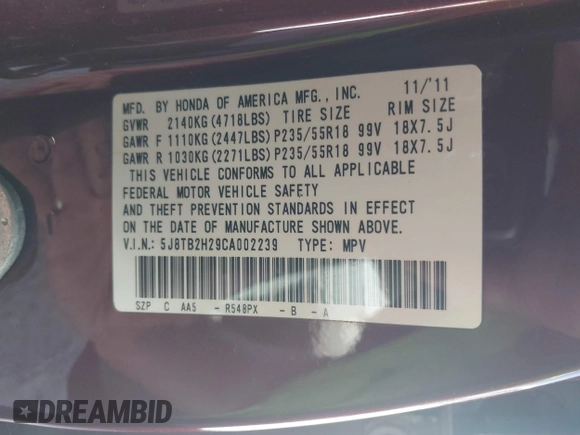 MFD. BY HONDA OF AMERICA MFG., INC. 11/'11
GVWR 2140KG(4718LBS) TIRE SIZE RIM SIZE
GAWR F 1110KG(2447LBS)P235/55R18 99V 18X7.5J
GAWR R 1030KG(2271LBS)P235/55R18 99V 18X7.5J
THIS VEHICLE CONFORMS TO ALL APPLICABLE
FEDERAL MOTOR VEHICLE SAFETY
AND THEFT PREVENTION STANDARDS IN EFFECT
ON THE DATE OF MANUFACTURE SHOWN ABOVE.
V.I.N.: 5J8TB2H29CA002239 TYPE: MPV
SZP C AA5 - R548PX - B - A
DREAMBID